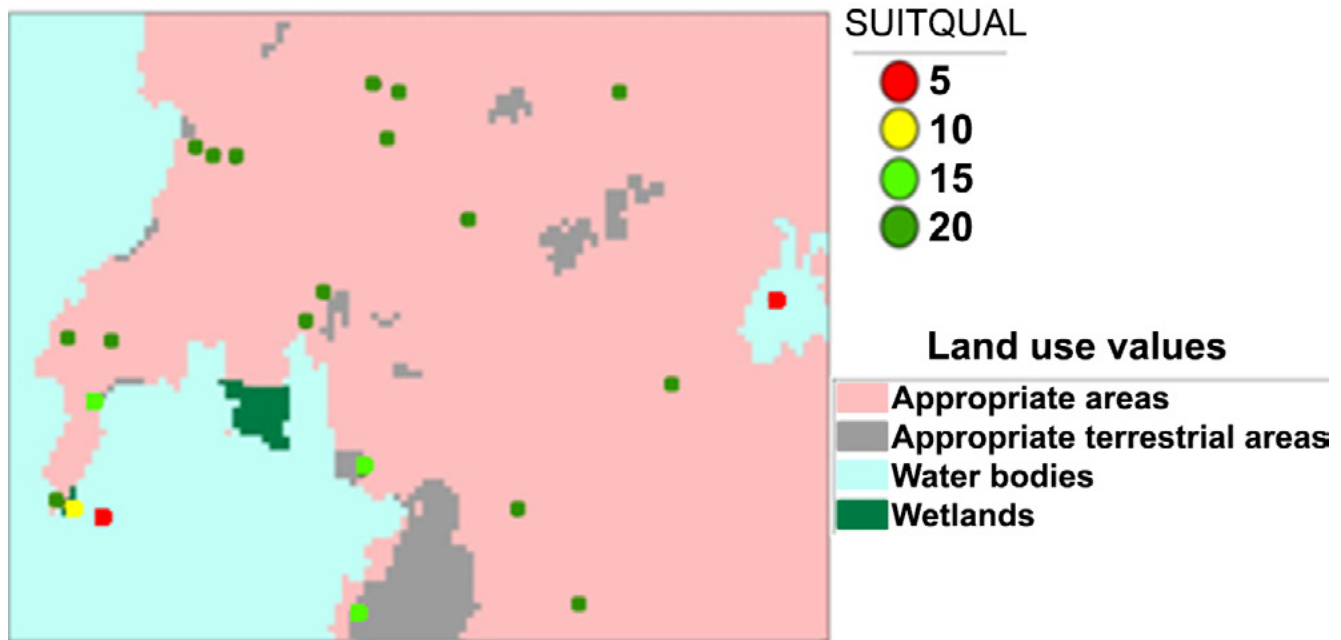 SUITQUAL
5
10
15
20
Land use values
Appropriate areas
Appropriate terrestrial areas
Water bodies
Wetlands